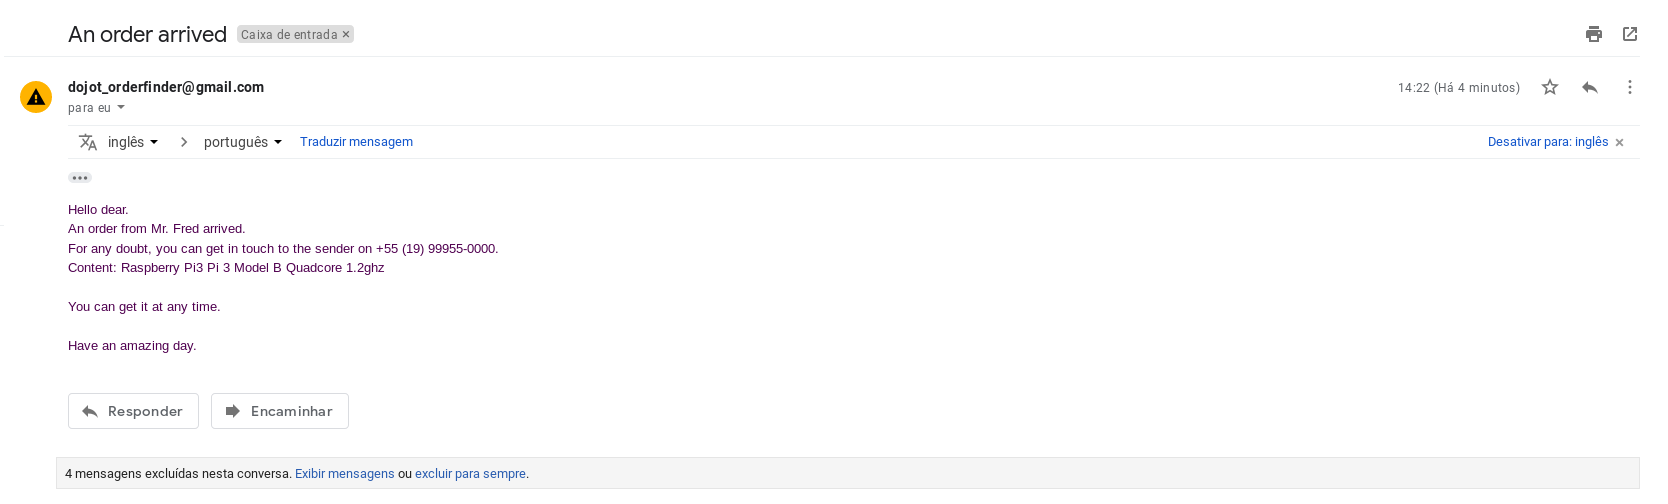 An order arrived Caixa de entrada ×
dojot_orderfinder@gmail.com 14:22 (Há 4 minutos)
para eu
inglês > português Traduzir mensagem Desativar para: inglês ×
Hello dear.
An order from Mr. Fred arrived.
For any doubt, you can get in touch to the sender on +55 (19) 99955-0000.
Content: Raspberry Pi3 Pi 3 Model B Quadcore 1.2ghz
You can get it at any time.
Have an amazing day.
Responder Encaminhar
4 mensagens excluídas nesta conversa. Exibir mensagens ou excluir para sempre.